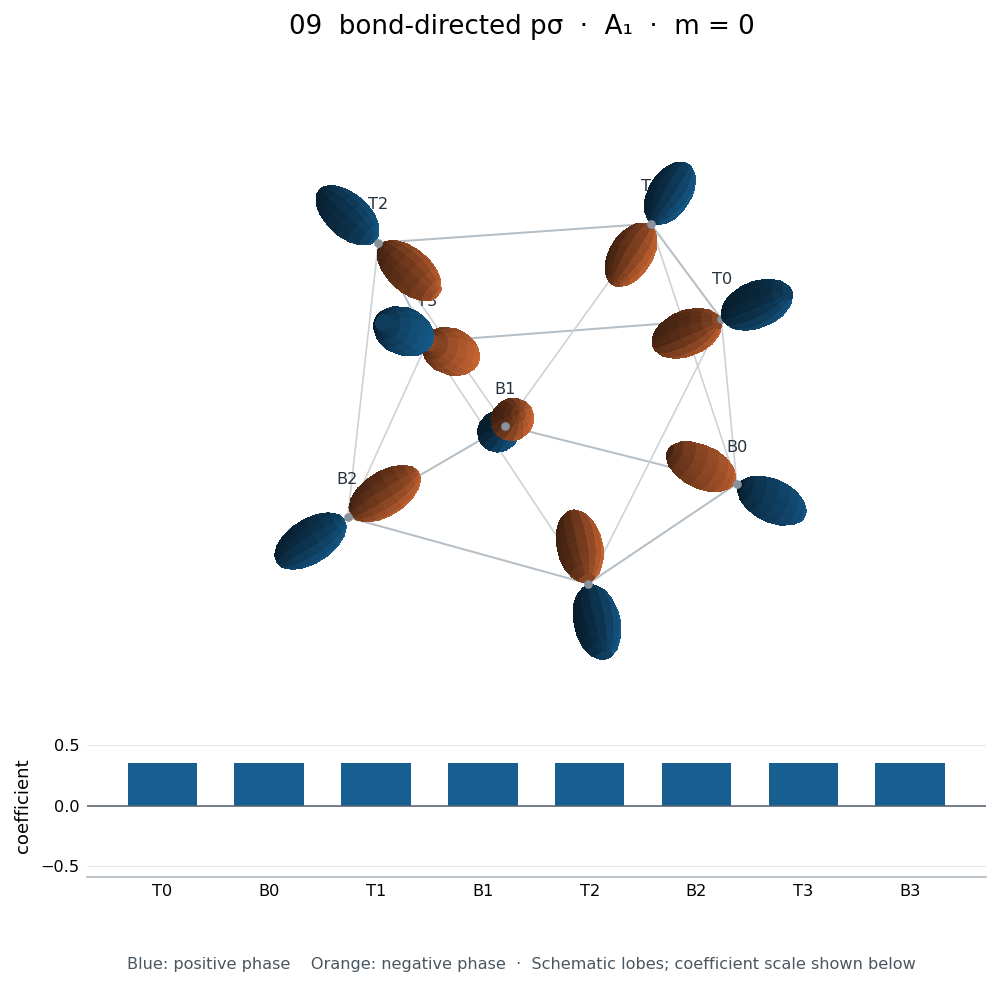 09  bond-directed pσ  ·  A₁  ·  m = 0
T2
T0
B1
B0
B2
coefficient
0.5
0.0
−0.5
T0 B0 T1 B1 T2 B2 T3 B3
Blue: positive phase    Orange: negative phase  ·  Schematic lobes; coefficient scale shown below